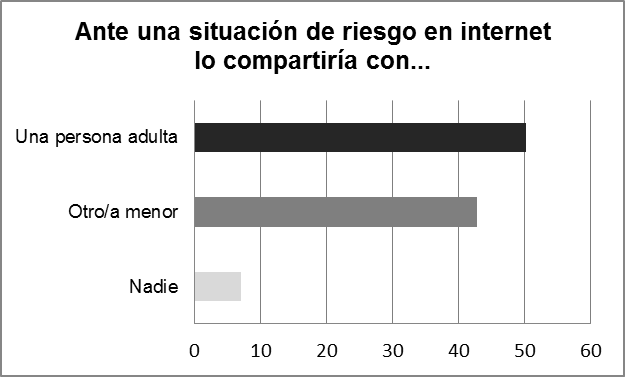 Ante una situación de riesgo en internet
lo compartiría con...
Una persona adulta
Otro/a menor
Nadie
0 10 20 30 40 50 60